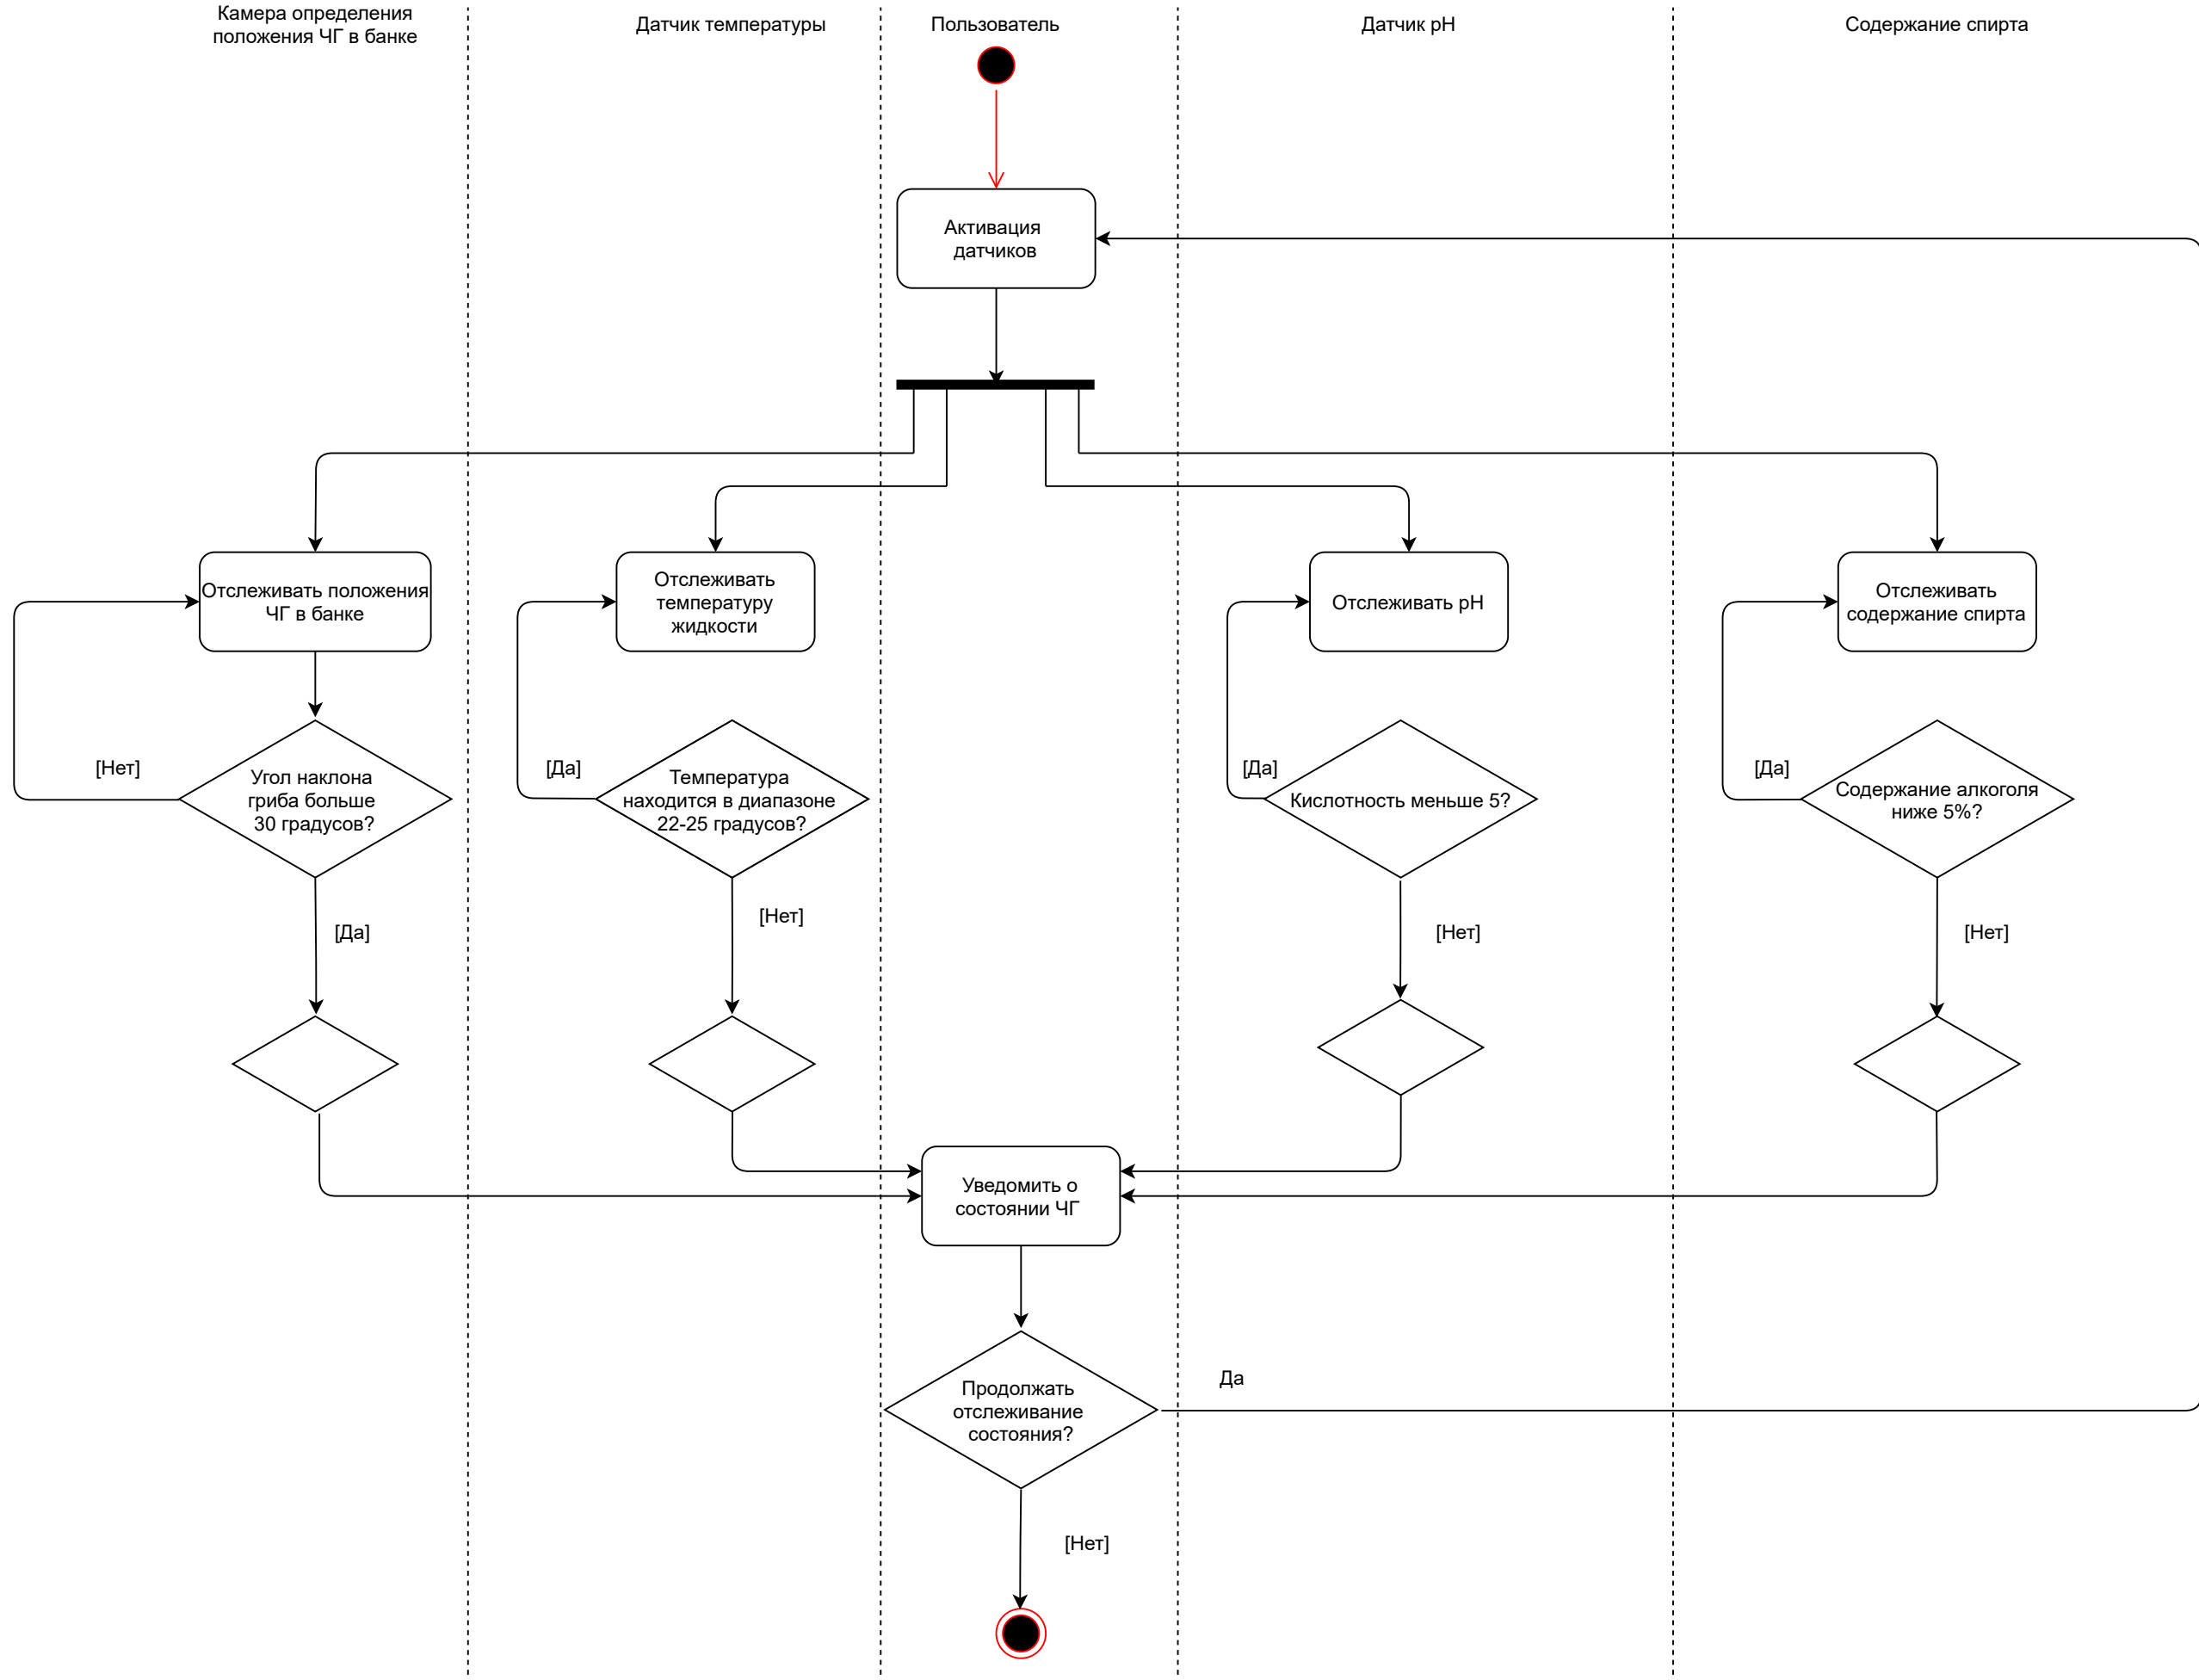 Камера определения
положения ЧГ в банке
Датчик температуры
Пользователь
Датчик pH
Содержание спирта
Активация
датчиков
Отслеживать положения
ЧГ в банке
Отслеживать
температуру
жидкости
Отслеживать pH
Отслеживать
содержание спирта
[Нет]
Угол наклона
гриба больше
30 градусов?
[Да]
Температура
находится в диапазоне
22-25 градусов?
[Да]
Кислотность меньше 5?
[Да]
Содержание алкоголя
ниже 5%?
[Да]
[Нет]
[Нет]
[Нет]
Уведомить о
состоянии ЧГ
Продолжать
отслеживание
состояния?
Да
[Нет]